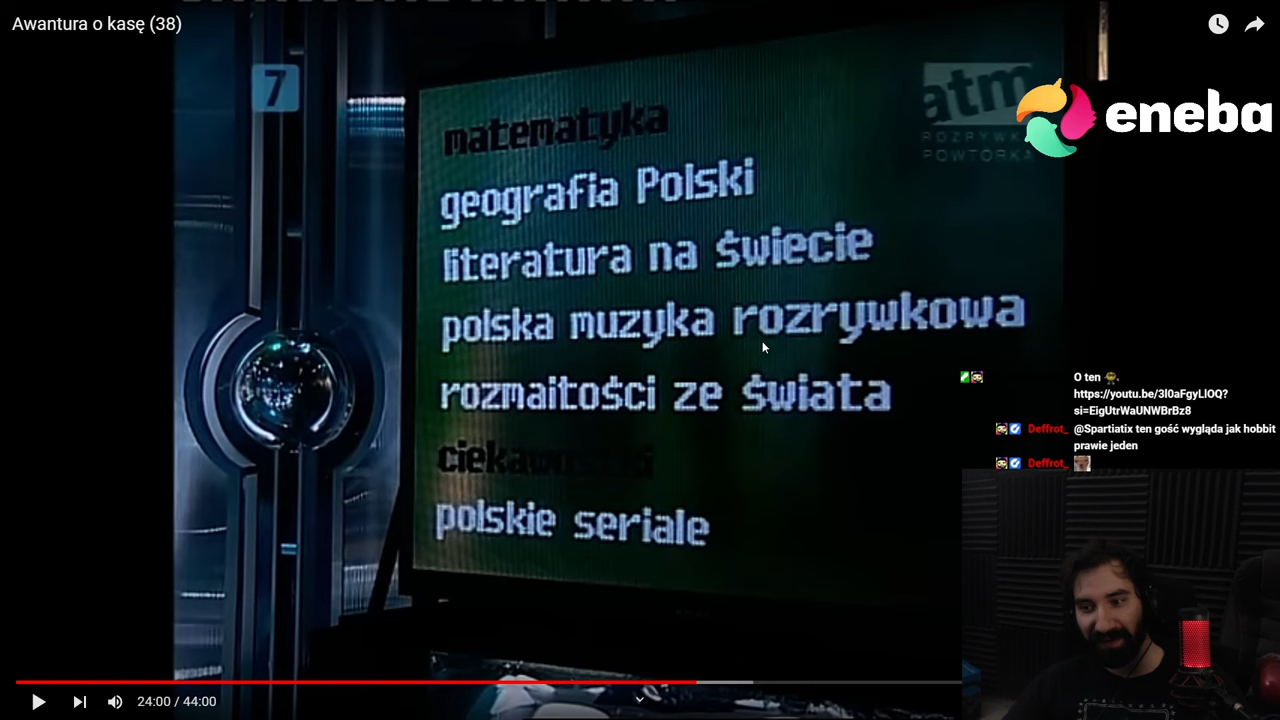 Awantura o kasę (38)
7
atm
ROZRYWKA
POWTÓRKA
eneba
matematyka
geografia Polski
literatura na świecie
polska muzyka rozrywkowa
rozmaitości ze świata
ciekawostki
polskie seriale
O ten
https://youtu.be/3I0aFgyLlOQ?
si=EigUtrWaUNWBrBz8
Deffrot_ @Spartiatix ten gość wygląda jak hobbit
prawie jeden
Deffrot_
24:00 / 44:00